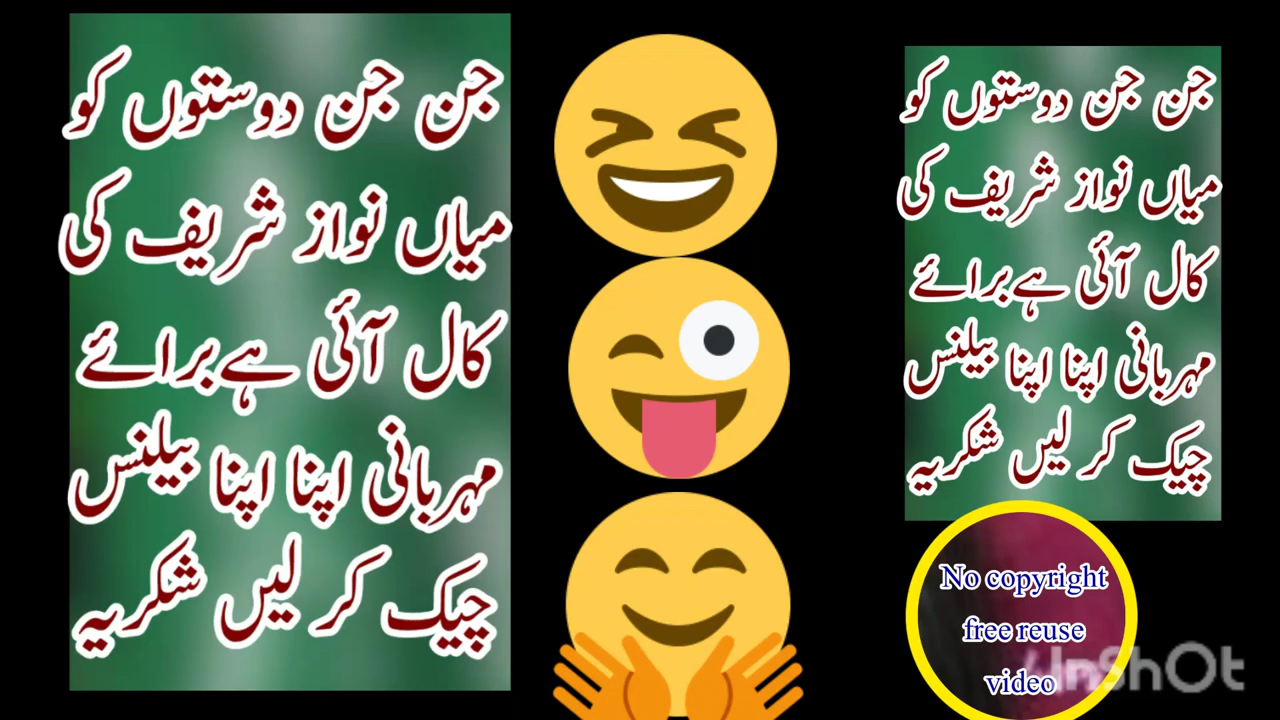 جن جن دوستوں کو
میاں نواز شریف کی
کال آئی ہے برائے
مہربانی اپنا اپنا بیلنس
چیک کر لیں شکریہ
جن جن دوستوں کو
میاں نواز شریف کی
کال آئی ہے برائے
مہربانی اپنا اپنا بیلنس
چیک کر لیں شکریہ
No copyright
free reuse
video
InShOt